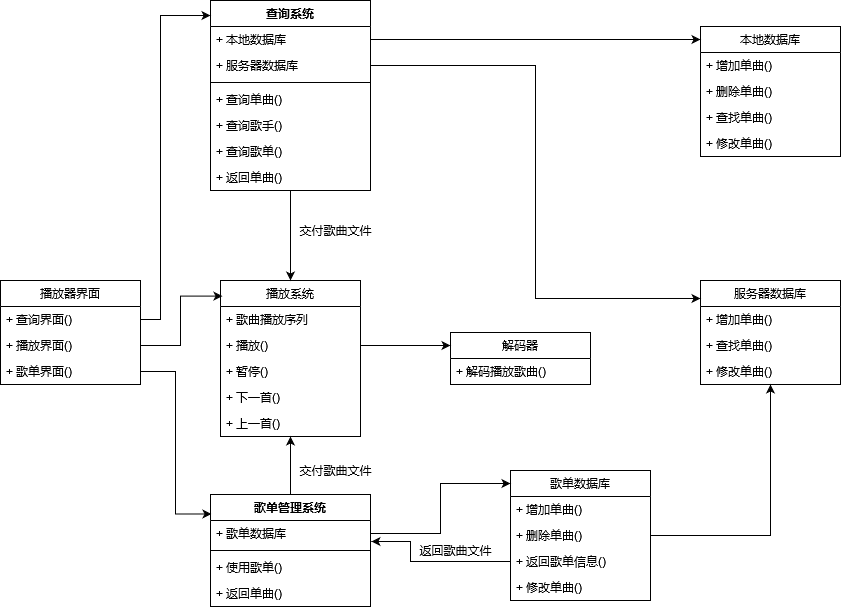 查询系统
+ 本地数据库
+ 服务器数据库
+ 查询单曲()
+ 查询歌手()
+ 查询歌单()
+ 返回单曲()
本地数据库
+ 增加单曲()
+ 删除单曲()
+ 查找单曲()
+ 修改单曲()
交付歌曲文件
播放器界面
+ 查询界面()
+ 播放界面()
+ 歌单界面()
播放系统
+ 歌曲播放序列
+ 播放()
+ 暂停()
+ 下一首()
+ 上一首()
解码器
+ 解码播放歌曲()
服务器数据库
+ 增加单曲()
+ 查找单曲()
+ 修改单曲()
交付歌曲文件
歌单管理系统
+ 歌单数据库
+ 使用歌单()
+ 返回单曲()
返回歌曲文件
歌单数据库
+ 增加单曲()
+ 删除单曲()
+ 返回歌单信息()
+ 修改单曲()